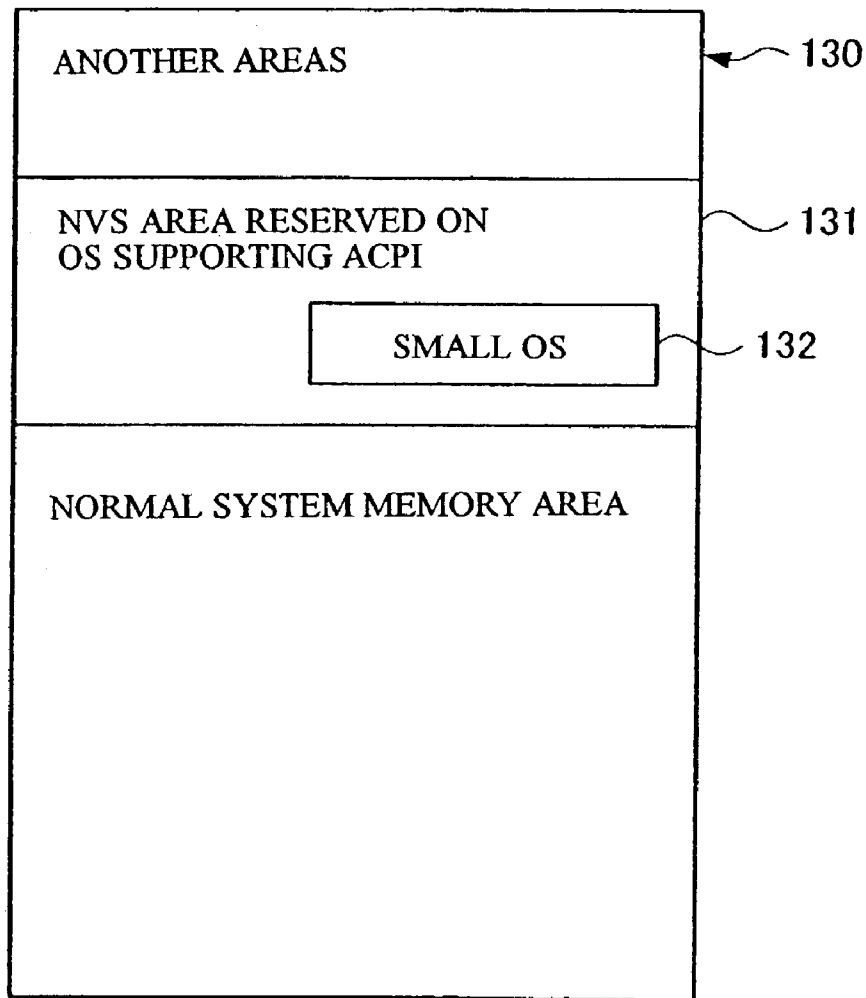 ANOTHER AREAS
130
NVS AREA RESERVED ON
OS SUPPORTING ACPI
131
SMALL OS
132
NORMAL SYSTEM MEMORY AREA